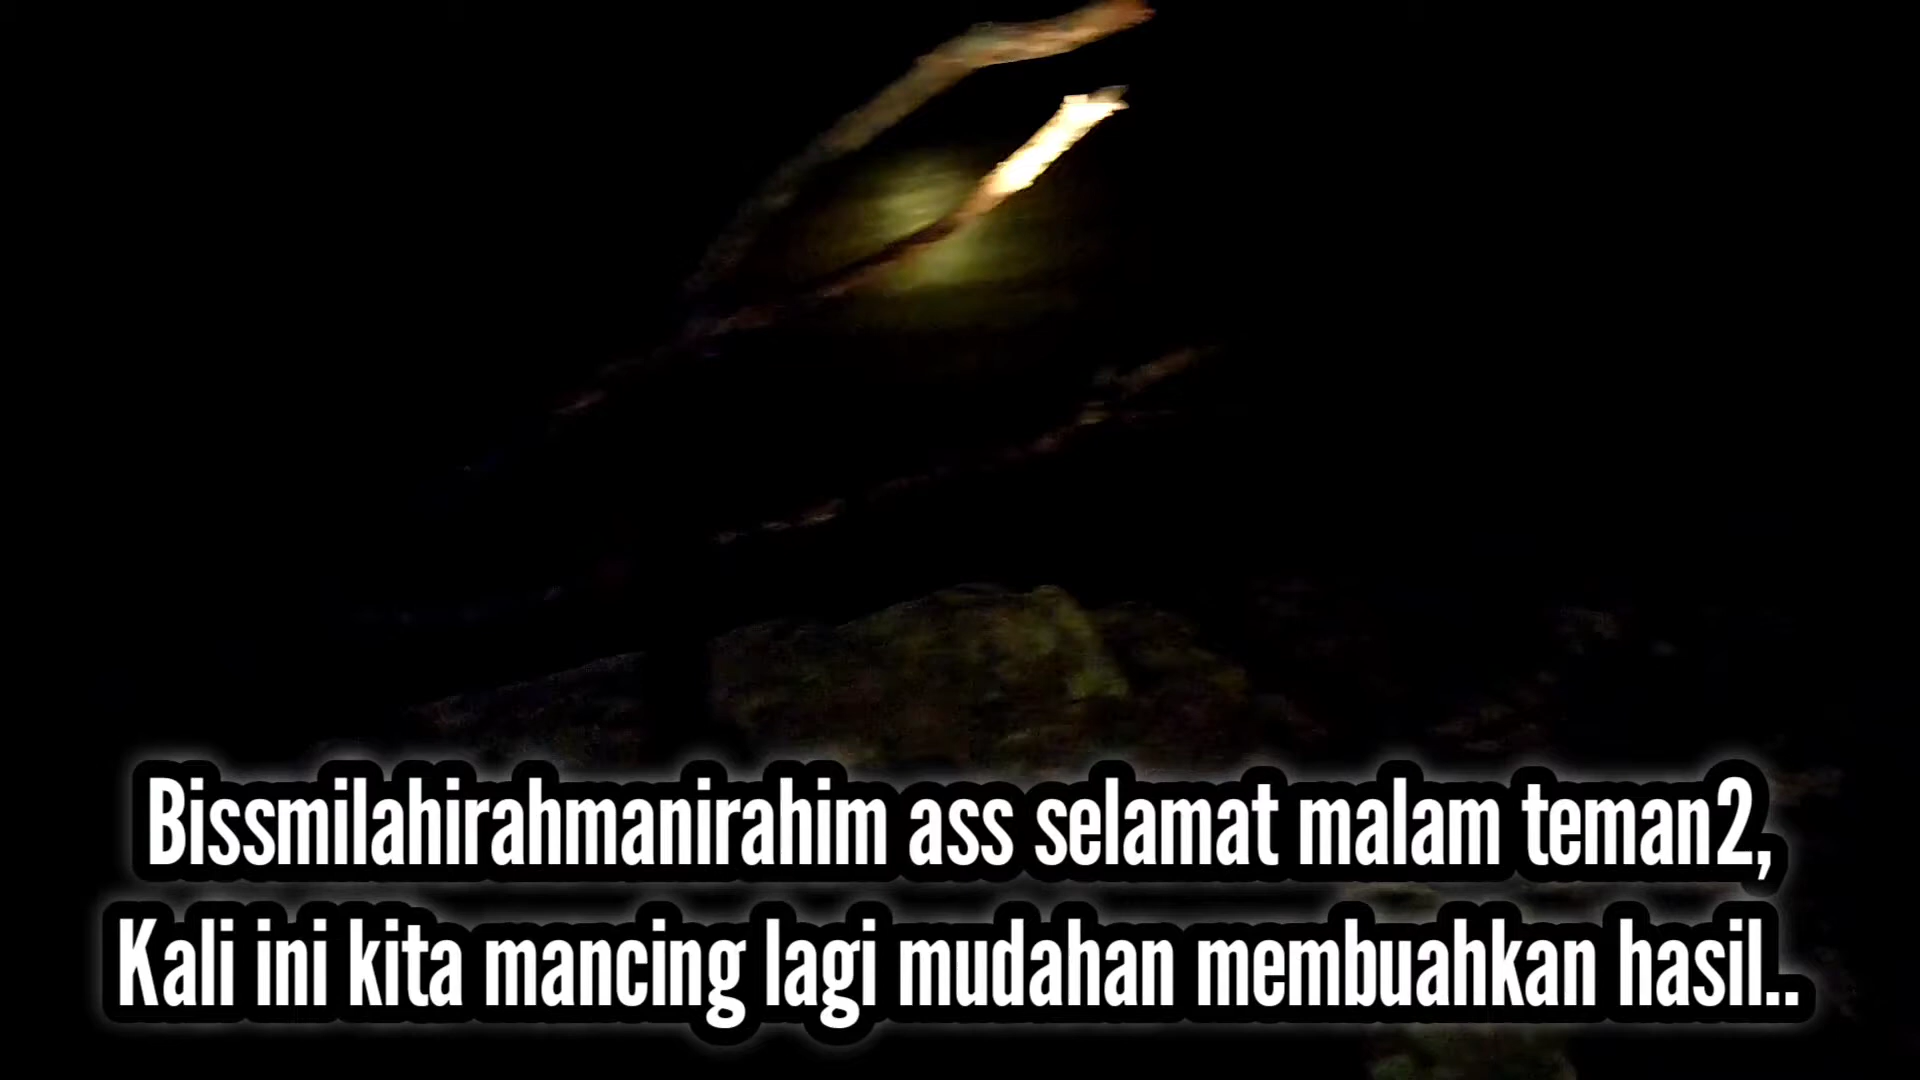 Bissmilahirahmanirahim ass selamat malam teman2,
Kali ini kita mancing lagi mudahan membuahkan hasil..